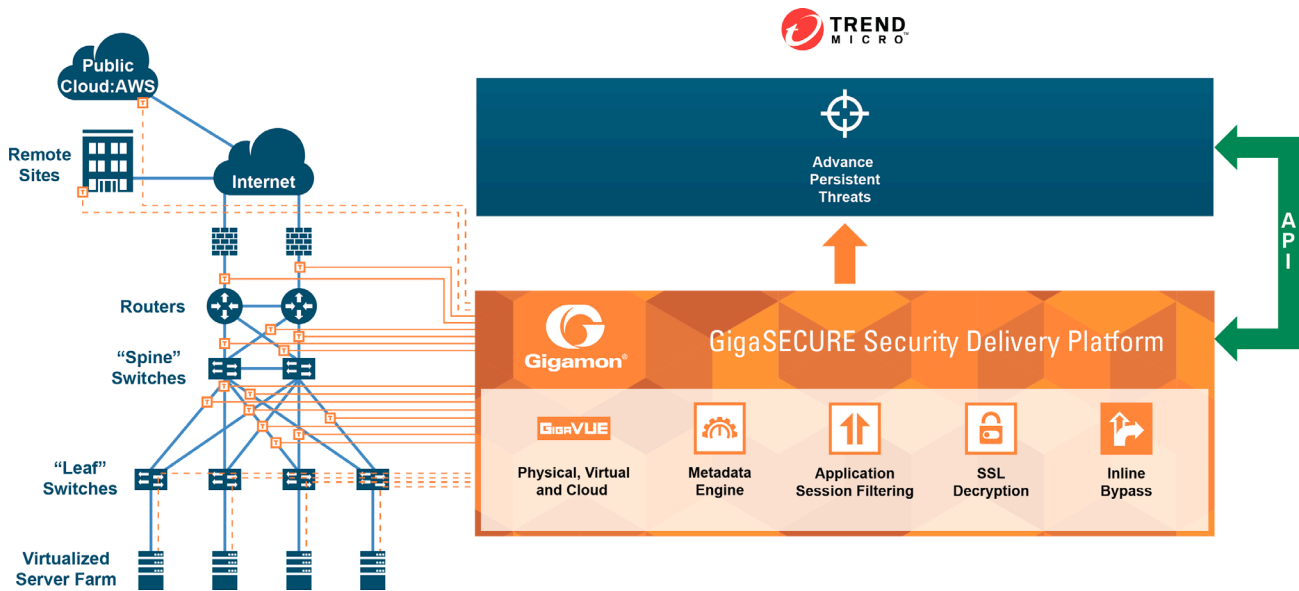 TREND
MICRO™
Public
Cloud:AWS
T
Remote
Sites
T
Internet
Advance
Persistent
Threats
API
T
T
Routers
T
T
T
T
Gigamon®
GigaSECURE Security Delivery Platform
“Spine”
Switches
T
T
T
T
T
T
T
T
GigaVUE
Physical, Virtual
and Cloud
Metadata
Engine
Application
Session Filtering
SSL
Decryption
Inline
Bypass
“Leaf”
Switches
Virtualized
Server Farm